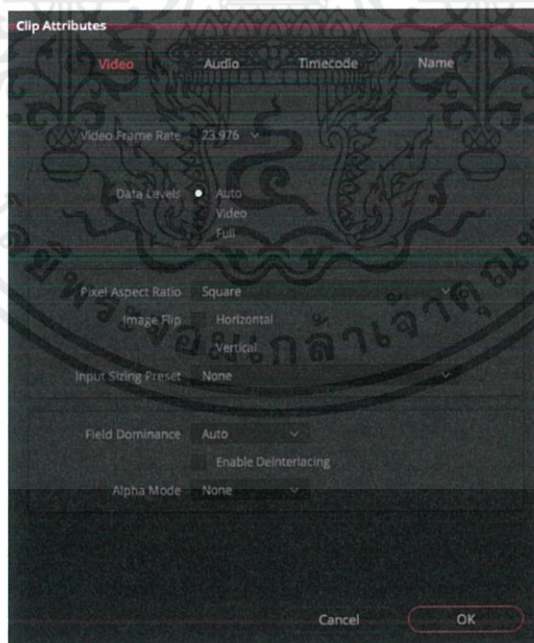 Clip Attributes
Video Audio Timecode Name
Video Frame Rate 23.976
Data Levels Auto
Video
Full
Pixel Aspect Ratio Square
Image Flip Horizontal
Vertical
Input Sizing Preset None
Field Dominance Auto
Enable Deinterlacing
Alpha Mode None
Cancel OK